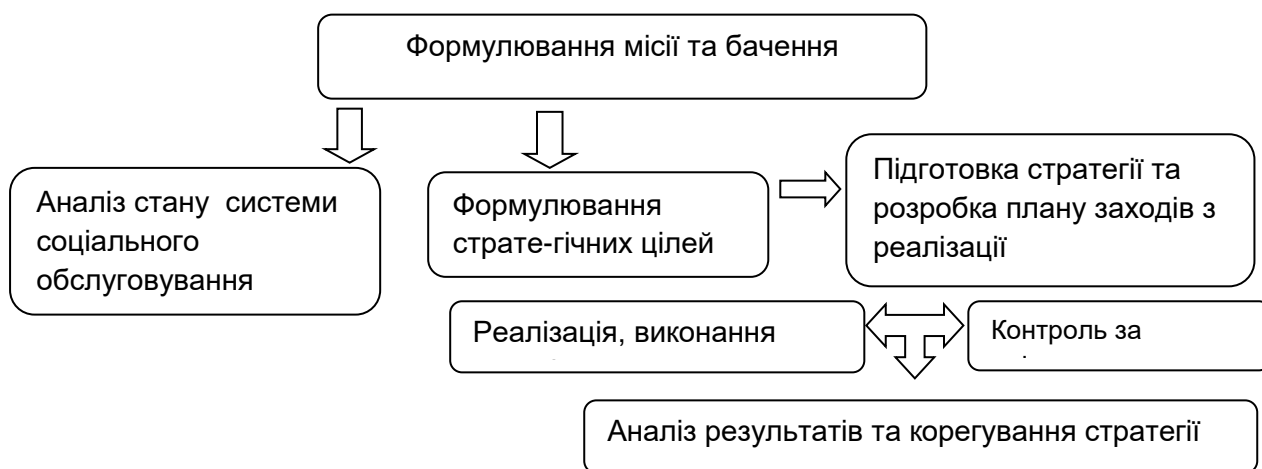 Формулювання місії та бачення
Аналіз стану системи
соціального
обслуговування
Формулювання
страте-гічних цілей
Підготовка стратегії та
розробка плану заходів з
реалізації
Реалізація, виконання
Контроль за
Аналіз результатів та корегування стратегії